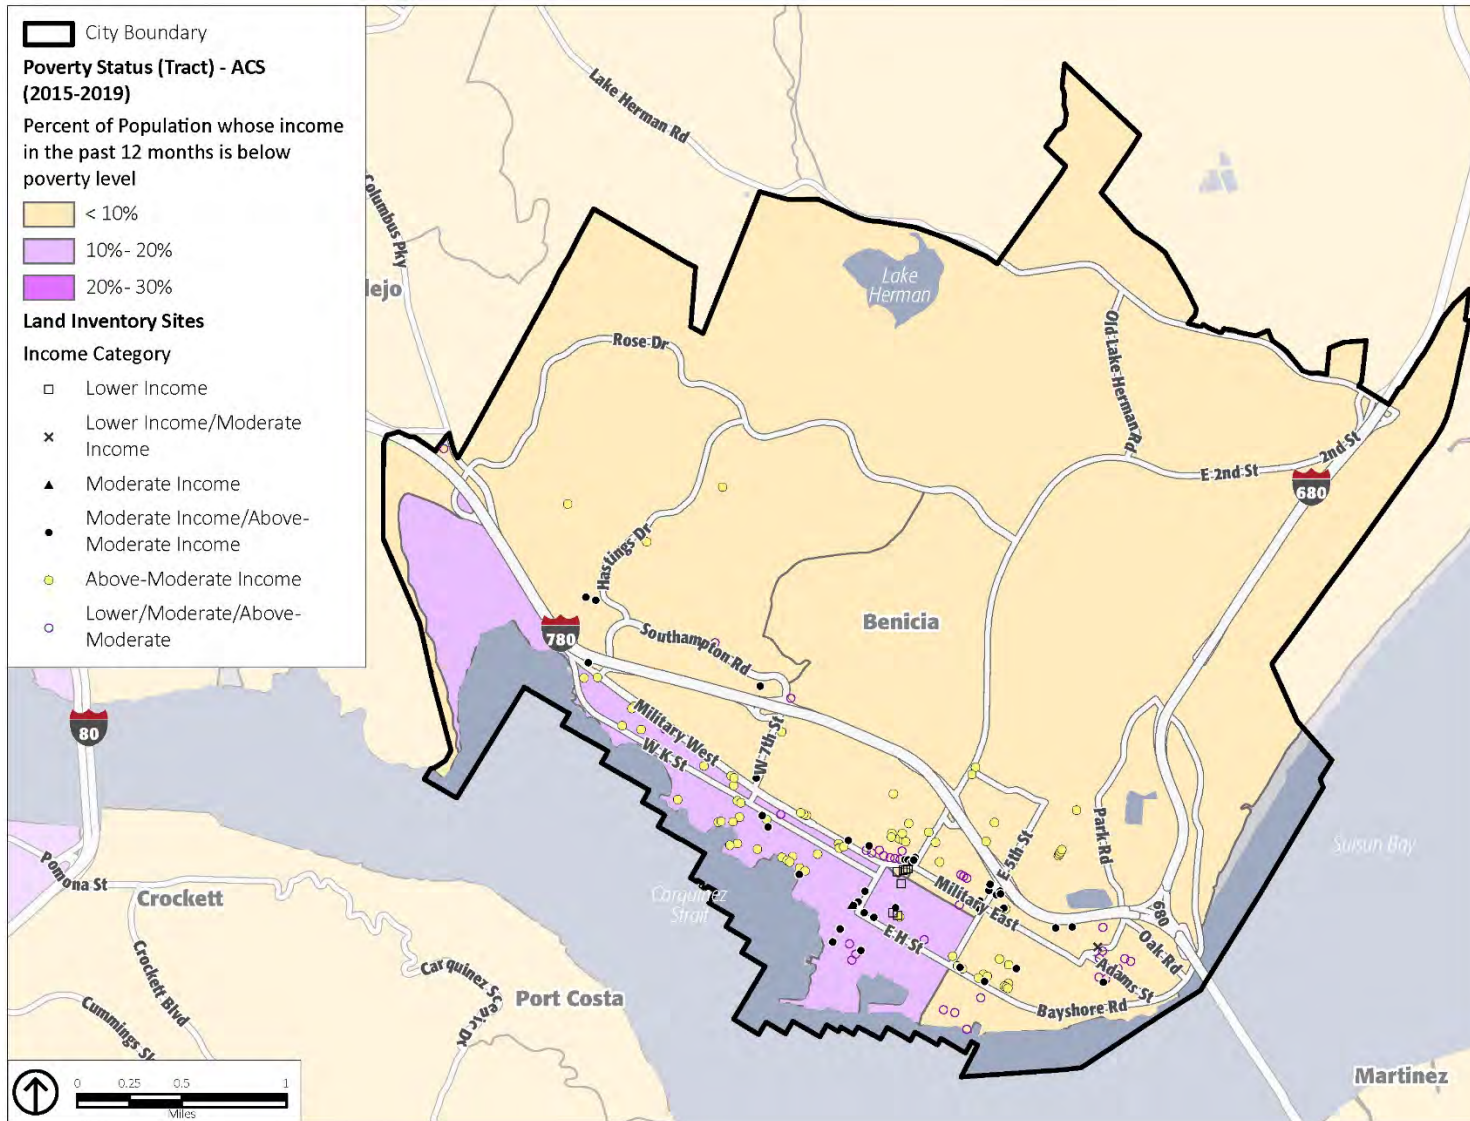 City Boundary
Poverty Status (Tract) - ACS
(2015-2019)
Percent of Population whose income
in the past 12 months is below
poverty level
< 10%
10%- 20%
20%- 30%
Land Inventory Sites
Income Category
Lower Income
Lower Income/Moderate
Income
Moderate Income
Moderate Income/Above-
Moderate Income
Above-Moderate Income
Lower/Moderate/Above-
Moderate
Lake Herman Rd
Columbus Pky
llejo
Lake
Herman
Rose Dr
Old Lake Herman Rd
E 2nd St
2nd St
680
Hastings Dr
780
Southampton Rd
Benicia
Military West
W K St
W 7th St
80
Pomona St
Crockett
Crockett Blvd
Cummings Sk
Carquinez Scenic Dr
Port Costa
Carquinez
Strait
E 5th St
Park Rd
Suisun Bay
Military East
680
E H St
Oak Rd
Adams St
Bayshore Rd
Martinez
0 0.25 0.5 1
Miles